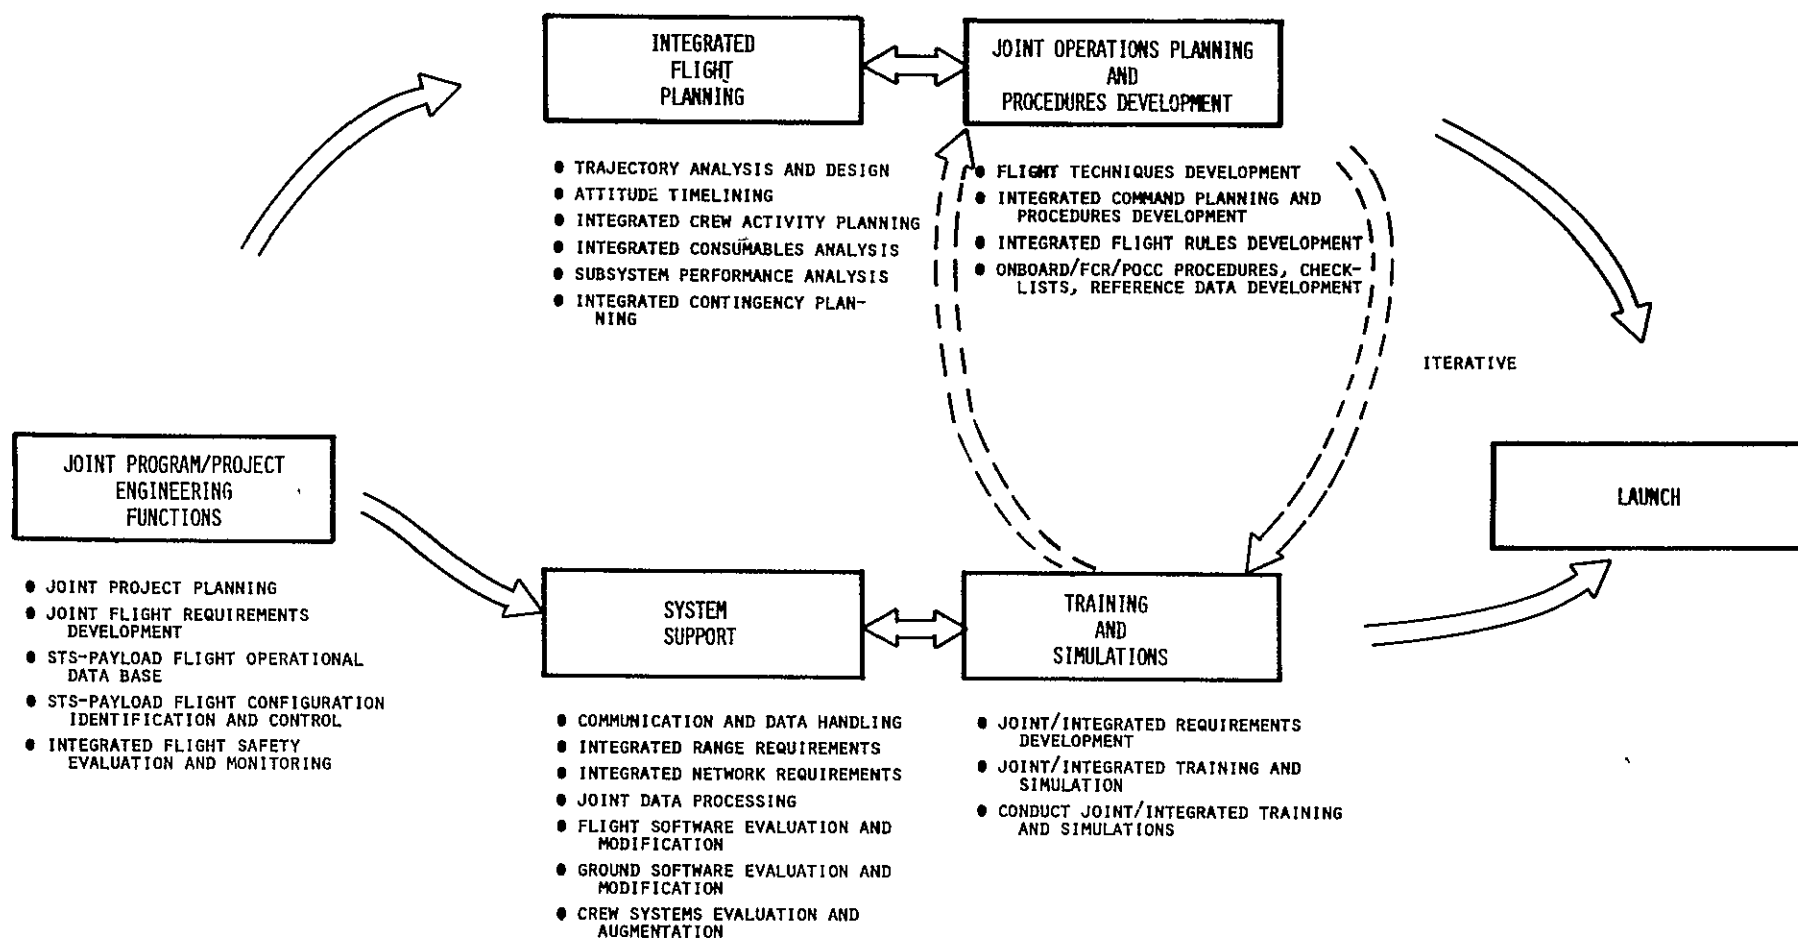 INTEGRATED
FLIGHT
PLANNING
JOINT OPERATIONS PLANNING
AND
PROCEDURES DEVELOPMENT
● TRAJECTORY ANALYSIS AND DESIGN
● ATTITUDE TIMELINING
● INTEGRATED CREW ACTIVITY PLANNING
● INTEGRATED CONSUMABLES ANALYSIS
● SUBSYSTEM PERFORMANCE ANALYSIS
● INTEGRATED CONTINGENCY PLAN-
NING
● FLIGHT TECHNIQUES DEVELOPMENT
● INTEGRATED COMMAND PLANNING AND
PROCEDURES DEVELOPMENT
● INTEGRATED FLIGHT RULES DEVELOPMENT
● ONBOARD/FCR/POCC PROCEDURES, CHECK-
LISTS, REFERENCE DATA DEVELOPMENT
ITERATIVE
JOINT PROGRAM/PROJECT
ENGINEERING
FUNCTIONS
● JOINT PROJECT PLANNING
● JOINT FLIGHT REQUIREMENTS
DEVELOPMENT
● STS-PAYLOAD FLIGHT OPERATIONAL
DATA BASE
● STS-PAYLOAD FLIGHT CONFIGURATION
IDENTIFICATION AND CONTROL
● INTEGRATED FLIGHT SAFETY
EVALUATION AND MONITORING
SYSTEM
SUPPORT
● COMMUNICATION AND DATA HANDLING
● INTEGRATED RANGE REQUIREMENTS
● INTEGRATED NETWORK REQUIREMENTS
● JOINT DATA PROCESSING
● FLIGHT SOFTWARE EVALUATION AND
MODIFICATION
● GROUND SOFTWARE EVALUATION AND
MODIFICATION
● CREW SYSTEMS EVALUATION AND
AUGMENTATION
TRAINING
AND
SIMULATIONS
● JOINT/INTEGRATED REQUIREMENTS
DEVELOPMENT
● JOINT/INTEGRATED TRAINING AND
SIMULATION
● CONDUCT JOINT/INTEGRATED TRAINING
AND SIMULATIONS
LAUNCH